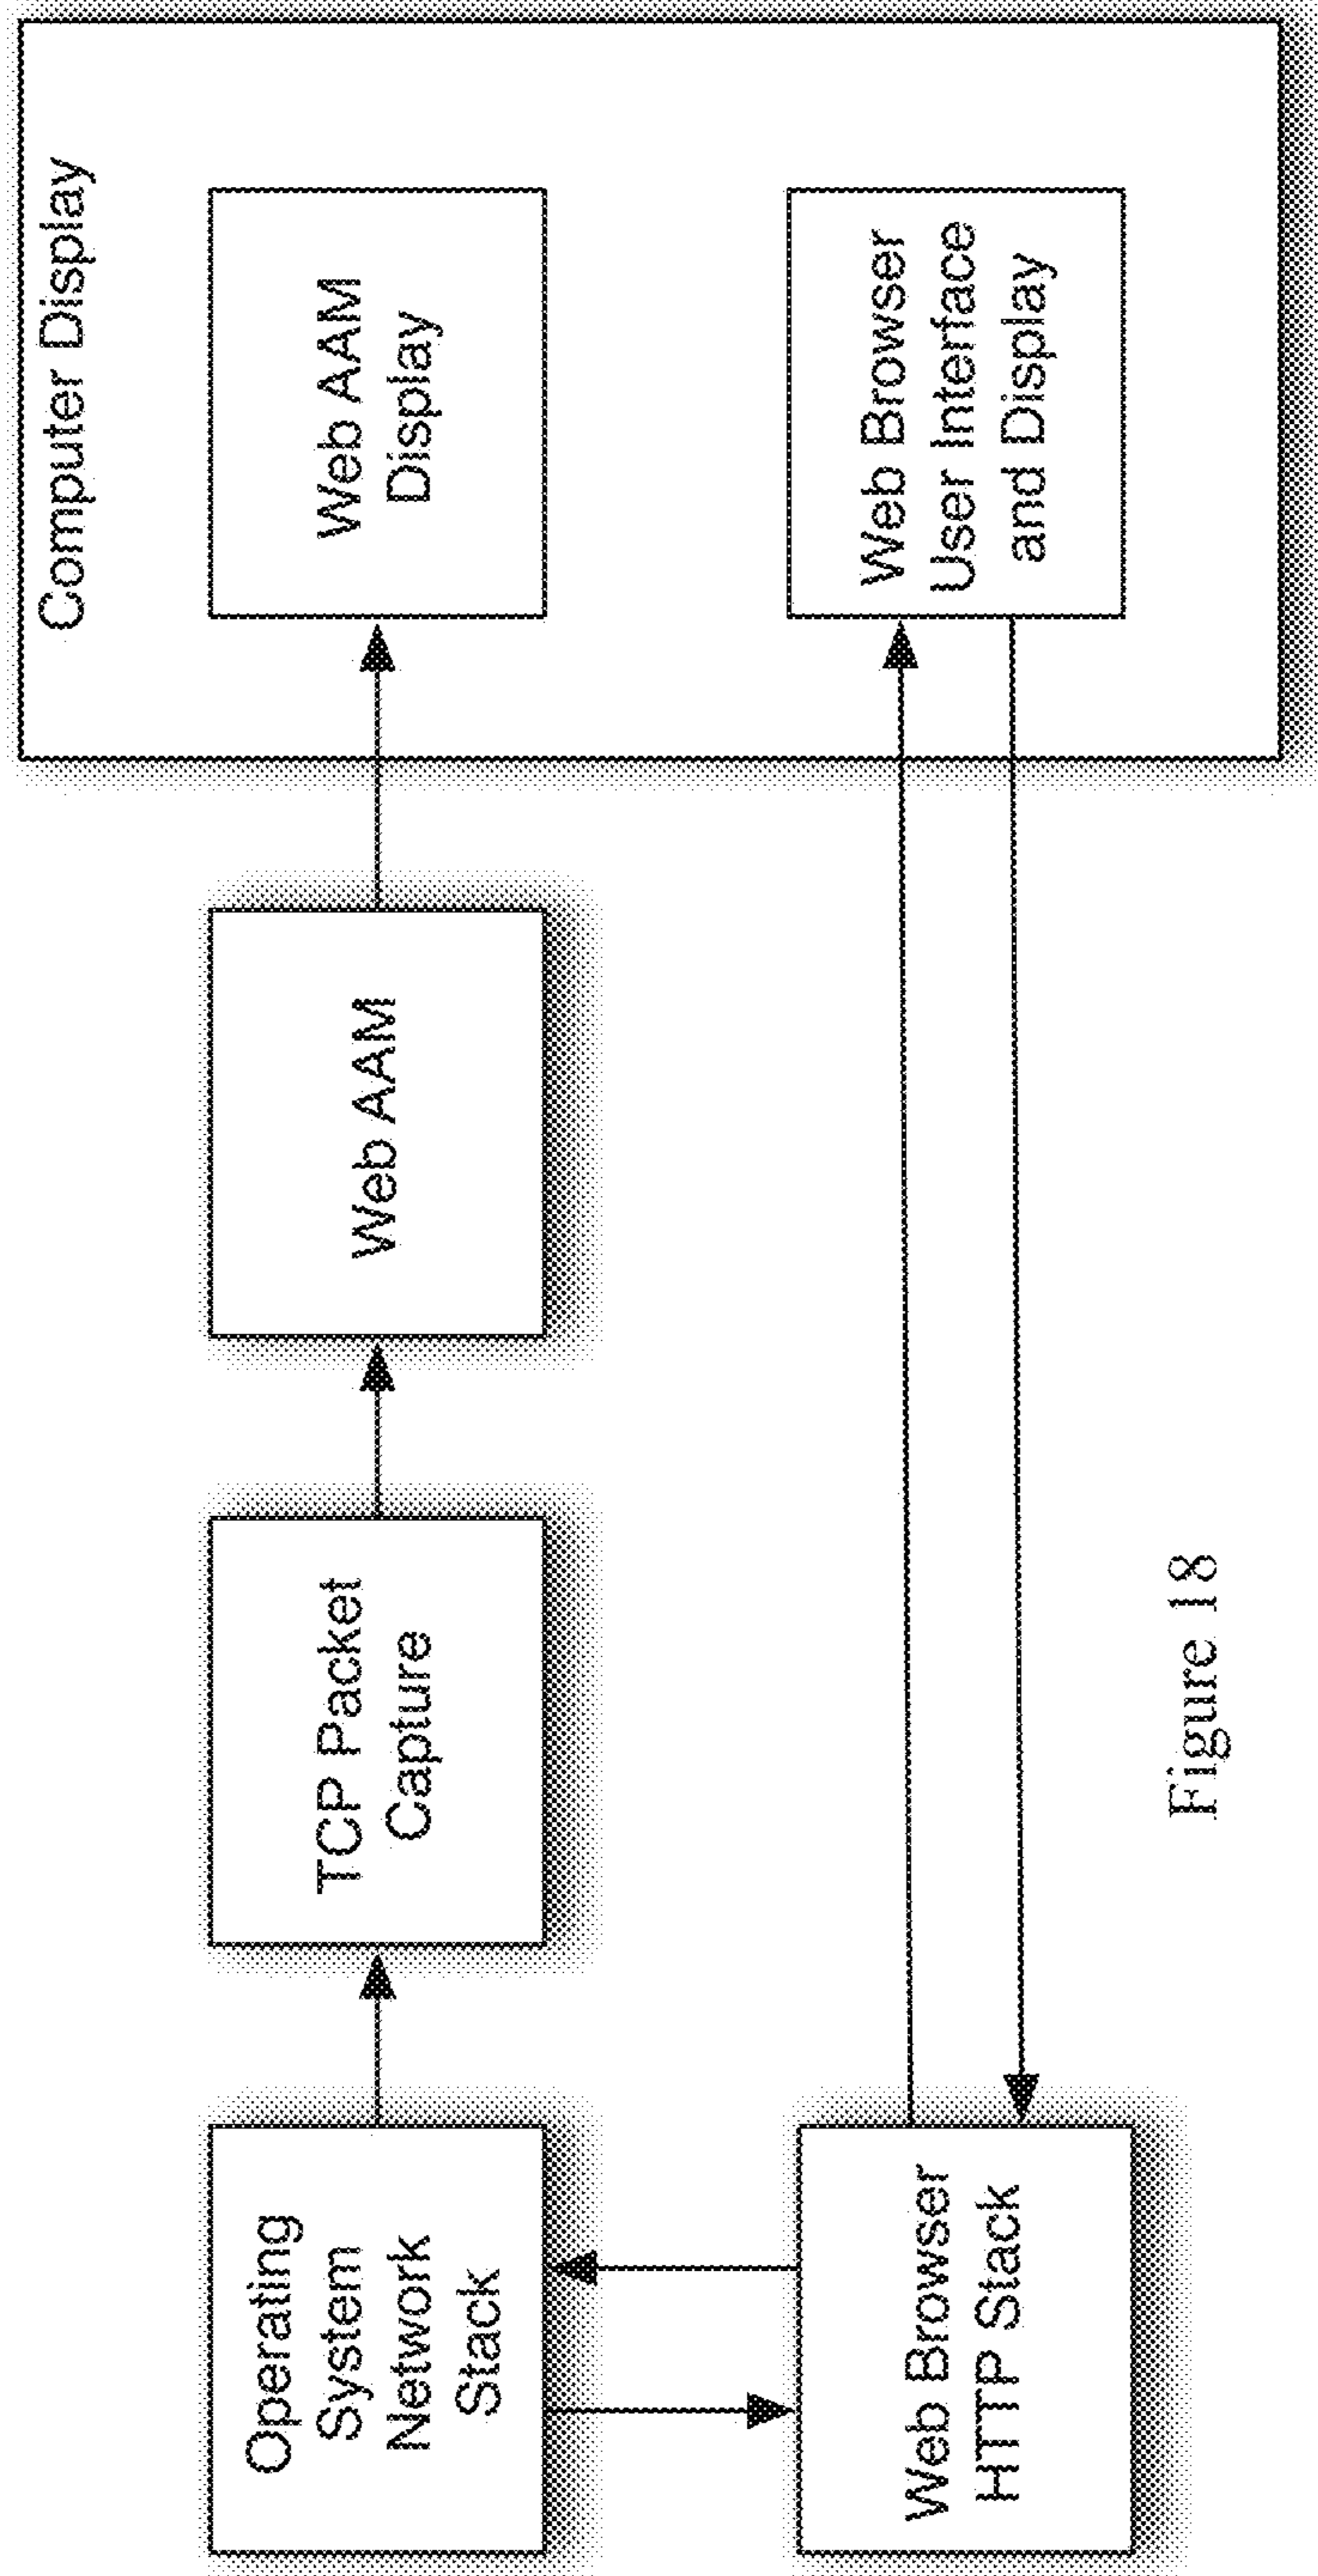 Operating
System
Network
Stack
TCP Packet
Capture
Web AAM
Computer Display
Web AAM
Display
Web Browser
HTTP Stack
Web Browser
User Interface
and Display
Figure 18